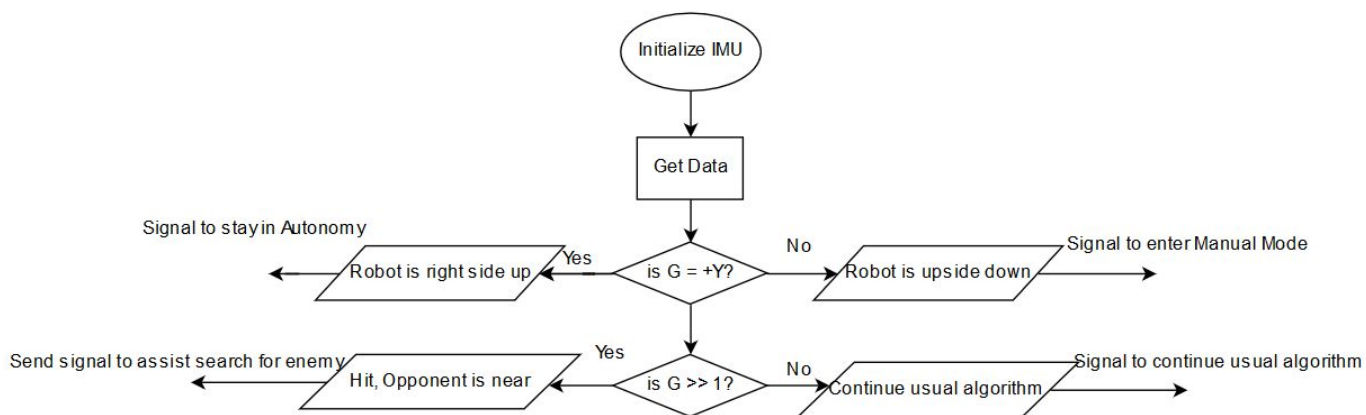 Initialize IMU
Get Data
Signal to stay in Autonomy
Yes
No
Signal to enter Manual Mode
Robot is right side up
is G = +Y?
Robot is upside down
Send signal to assist search for enemy
Yes
No
Signal to continue usual algorithm
Hit, Opponent is near
is G >> 1?
Continue usual algorithm